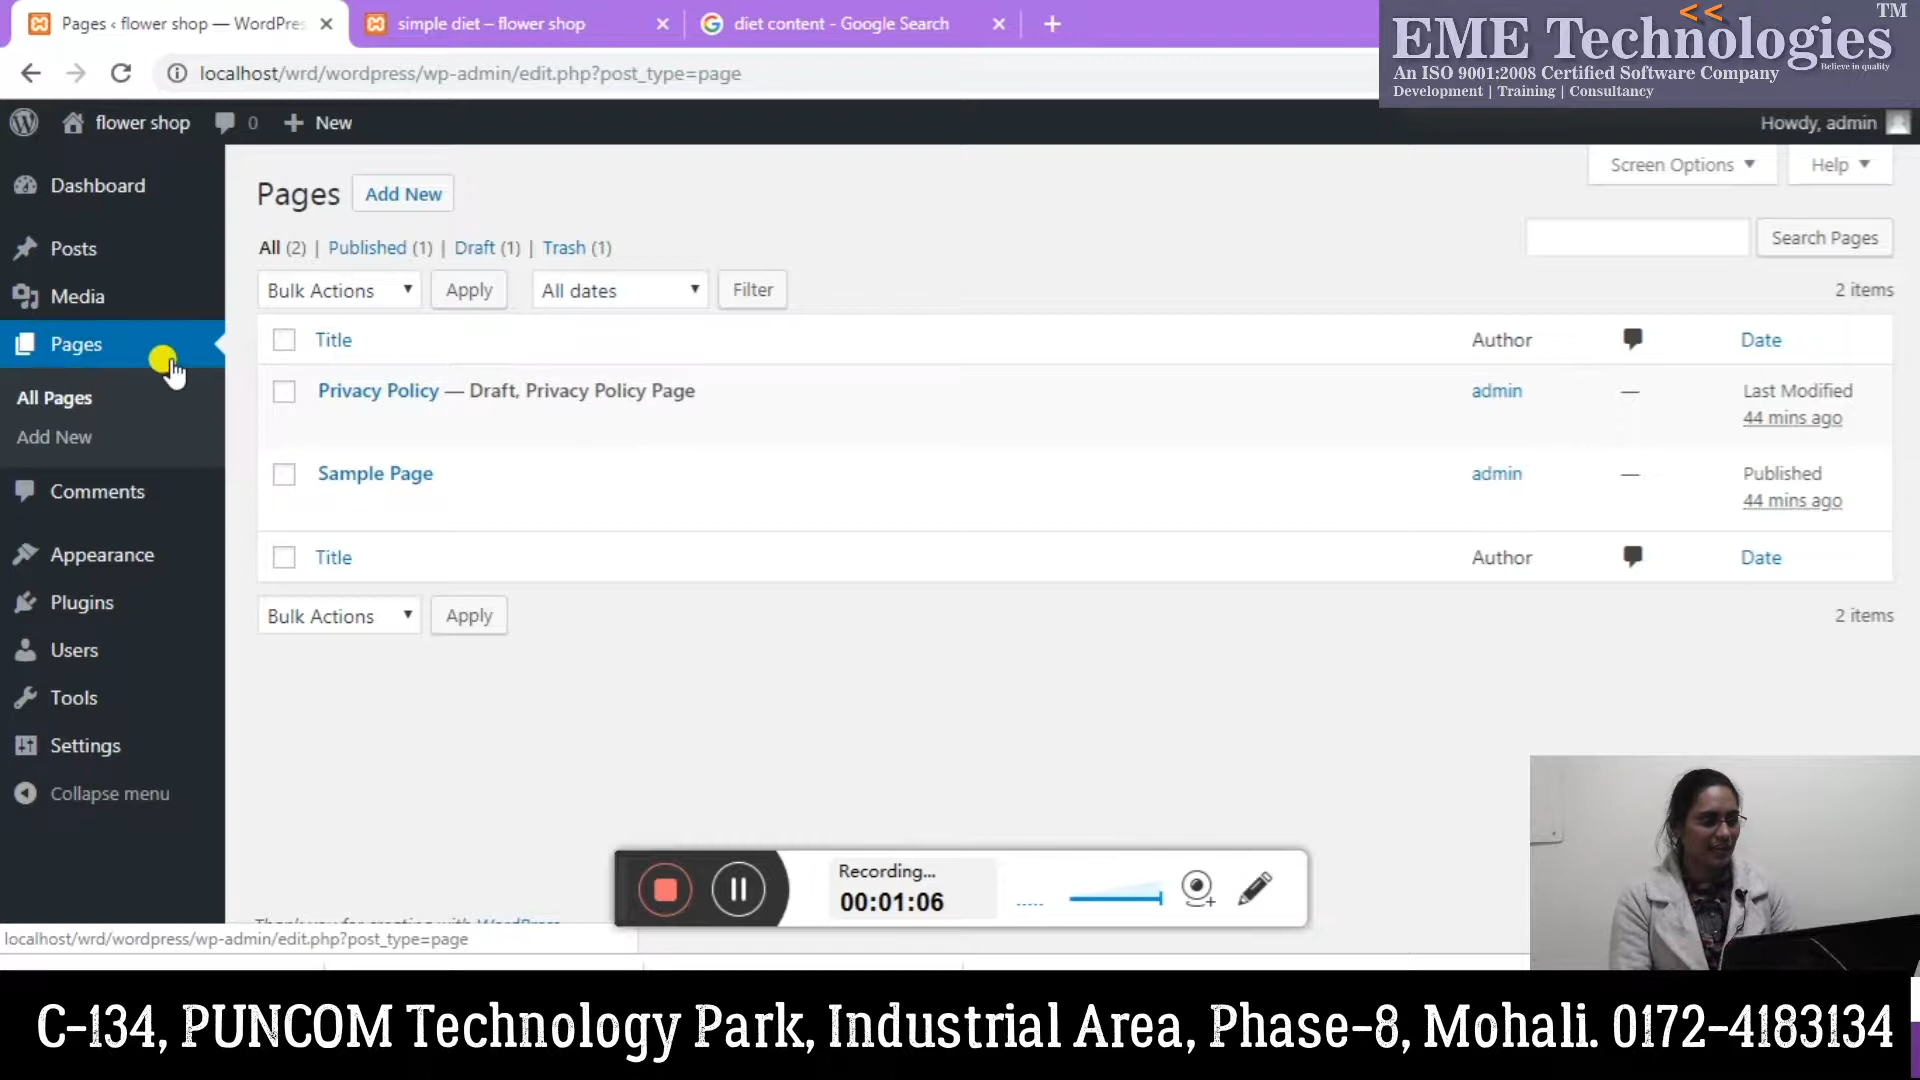 Pages ‹ flower shop — WordPres
simple diet – flower shop
diet content - Google Search
EME Technologies
TM
Believe in quality
An ISO 9001:2008 Certified Software Company
Development | Training | Consultancy
localhost/wrd/wordpress/wp-admin/edit.php?post_type=page
flower shop
0
New
Howdy, admin
Dashboard
Posts
Media
Pages
All Pages
Add New
Comments
Appearance
Plugins
Users
Tools
Settings
Collapse menu
Screen Options
Help
Pages
Add New
All (2) | Published (1) | Draft (1) | Trash (1)
Search Pages
Bulk Actions
Apply
All dates
Filter
2 items
Title
Author
Date
Privacy Policy — Draft, Privacy Policy Page
admin
—
Last Modified
44 mins ago
Sample Page
admin
—
Published
44 mins ago
Title
Author
Date
Bulk Actions
Apply
2 items
Recording...
00:01:06
Thank you for creating with WordPress
localhost/wrd/wordpress/wp-admin/edit.php?post_type=page
C-134, PUNCOM Technology Park, Industrial Area, Phase-8, Mohali. 0172-4183134